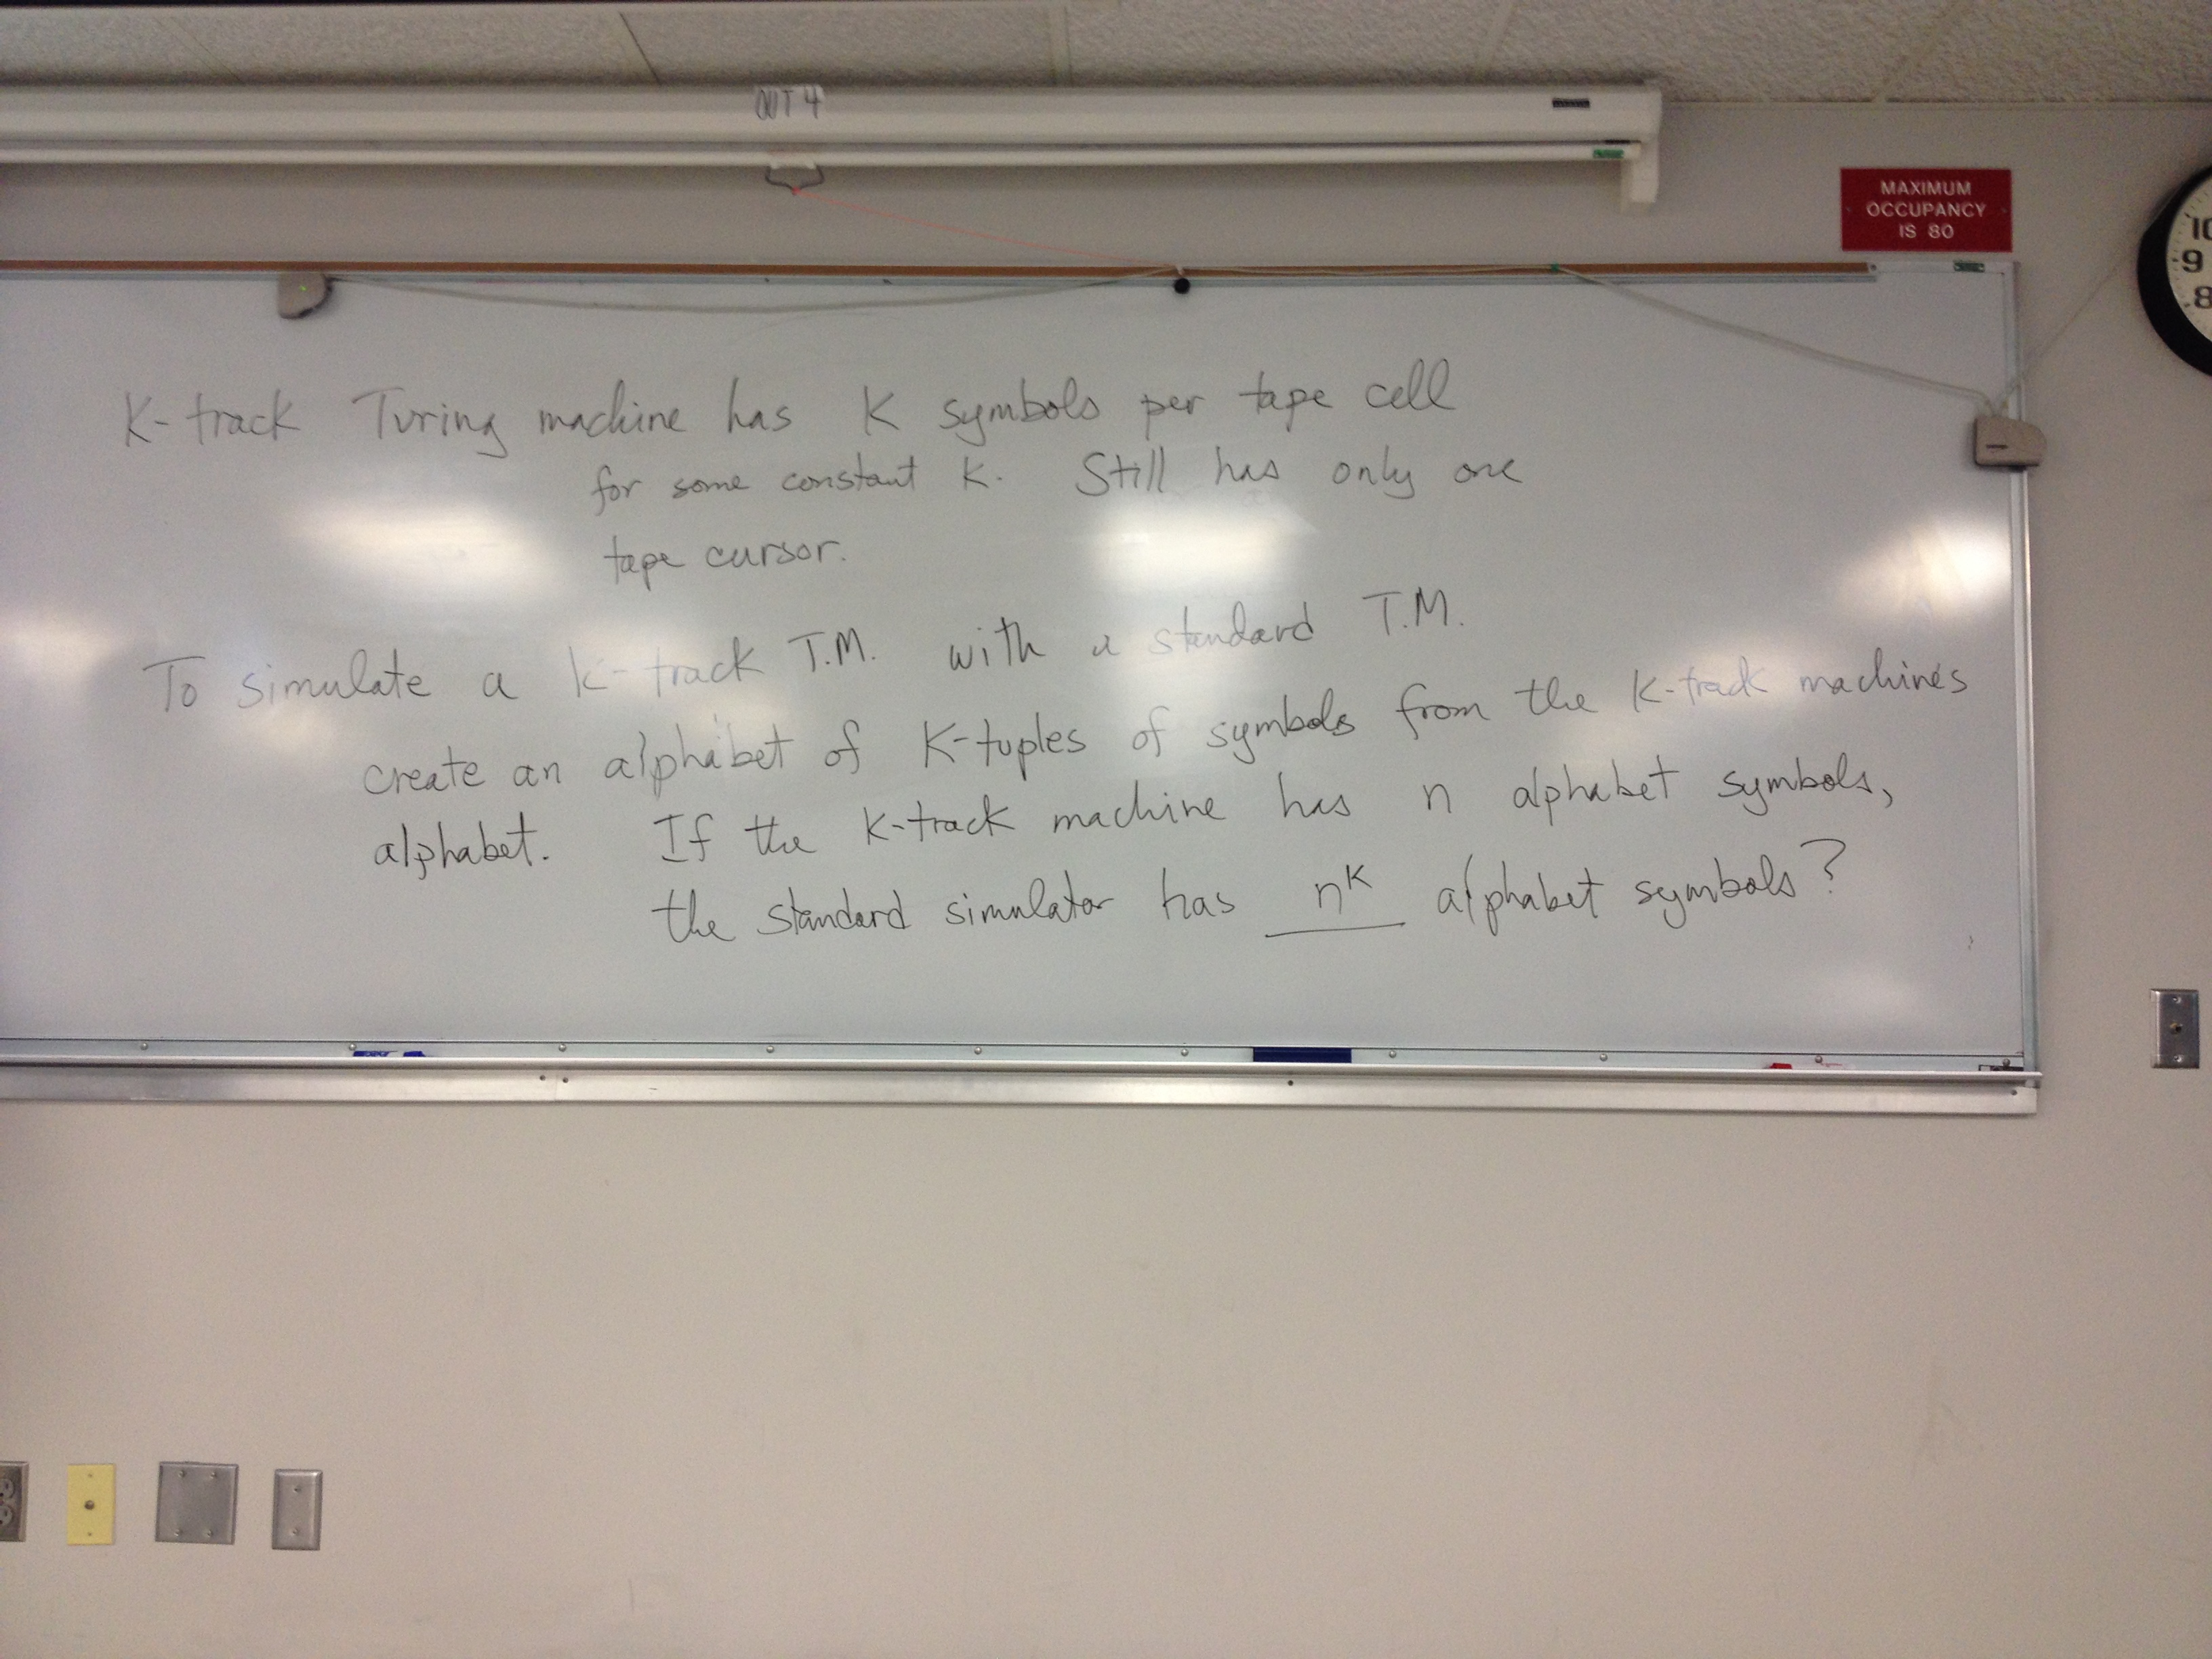 OUT 4
MAXIMUM
OCCUPANCY
IS 80
10
9
8
K-track Turing machine has K symbols per tape cell
for some constant K. Still has only one
tape cursor.
To simulate a K-track T.M. with a standard T.M.
create an alphabet of K-tuples of symbols from the K-track machine's
alphabet. If the K-track machine has n alphabet symbols,
the standard simulator has n^K alphabet symbols?